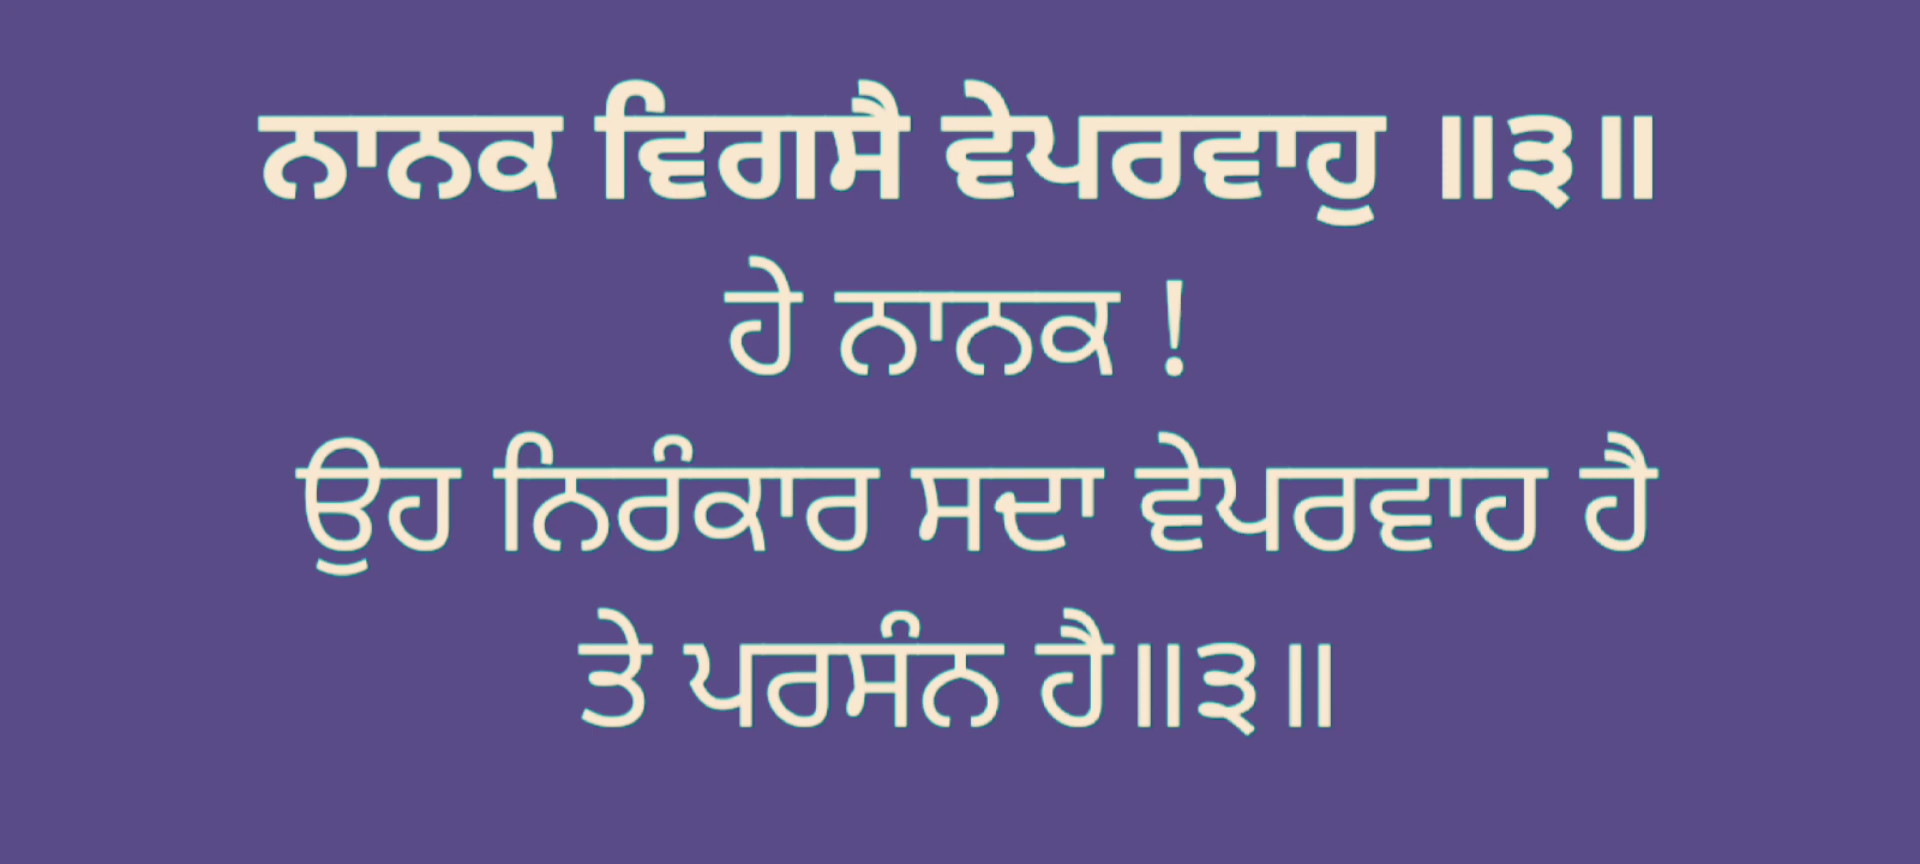 ਨਾਨਕ ਵਿਗਸੈ ਵੇਪਰਵਾਹੁ ॥੩॥
ਹੇ ਨਾਨਕ !
ਉਹ ਨਿਰੰਕਾਰ ਸਦਾ ਵੇਪਰਵਾਹ ਹੈ
ਤੇ ਪਰਸੰਨ ਹੈ॥੩॥